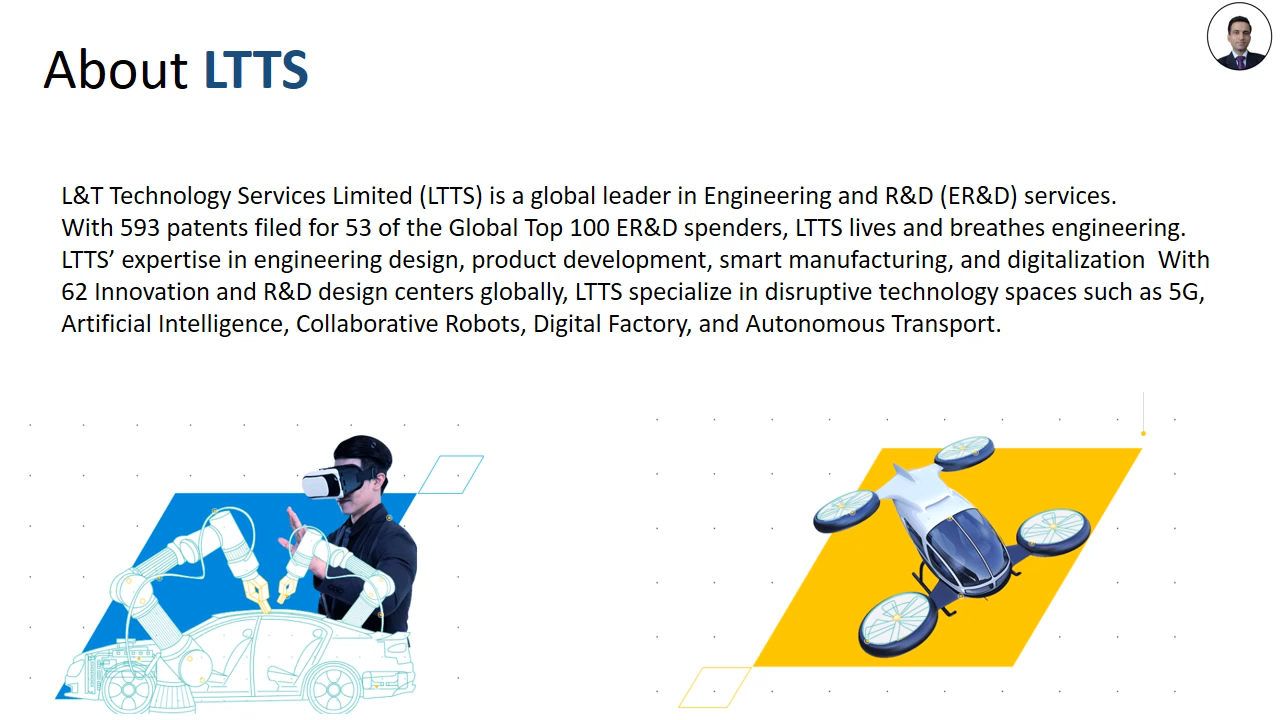 About LTTS
L&T Technology Services Limited (LTTS) is a global leader in Engineering and R&D (ER&D) services.
With 593 patents filed for 53 of the Global Top 100 ER&D spenders, LTTS lives and breathes engineering.
LTTS’ expertise in engineering design, product development, smart manufacturing, and digitalization  With
62 Innovation and R&D design centers globally, LTTS specialize in disruptive technology spaces such as 5G,
Artificial Intelligence, Collaborative Robots, Digital Factory, and Autonomous Transport.